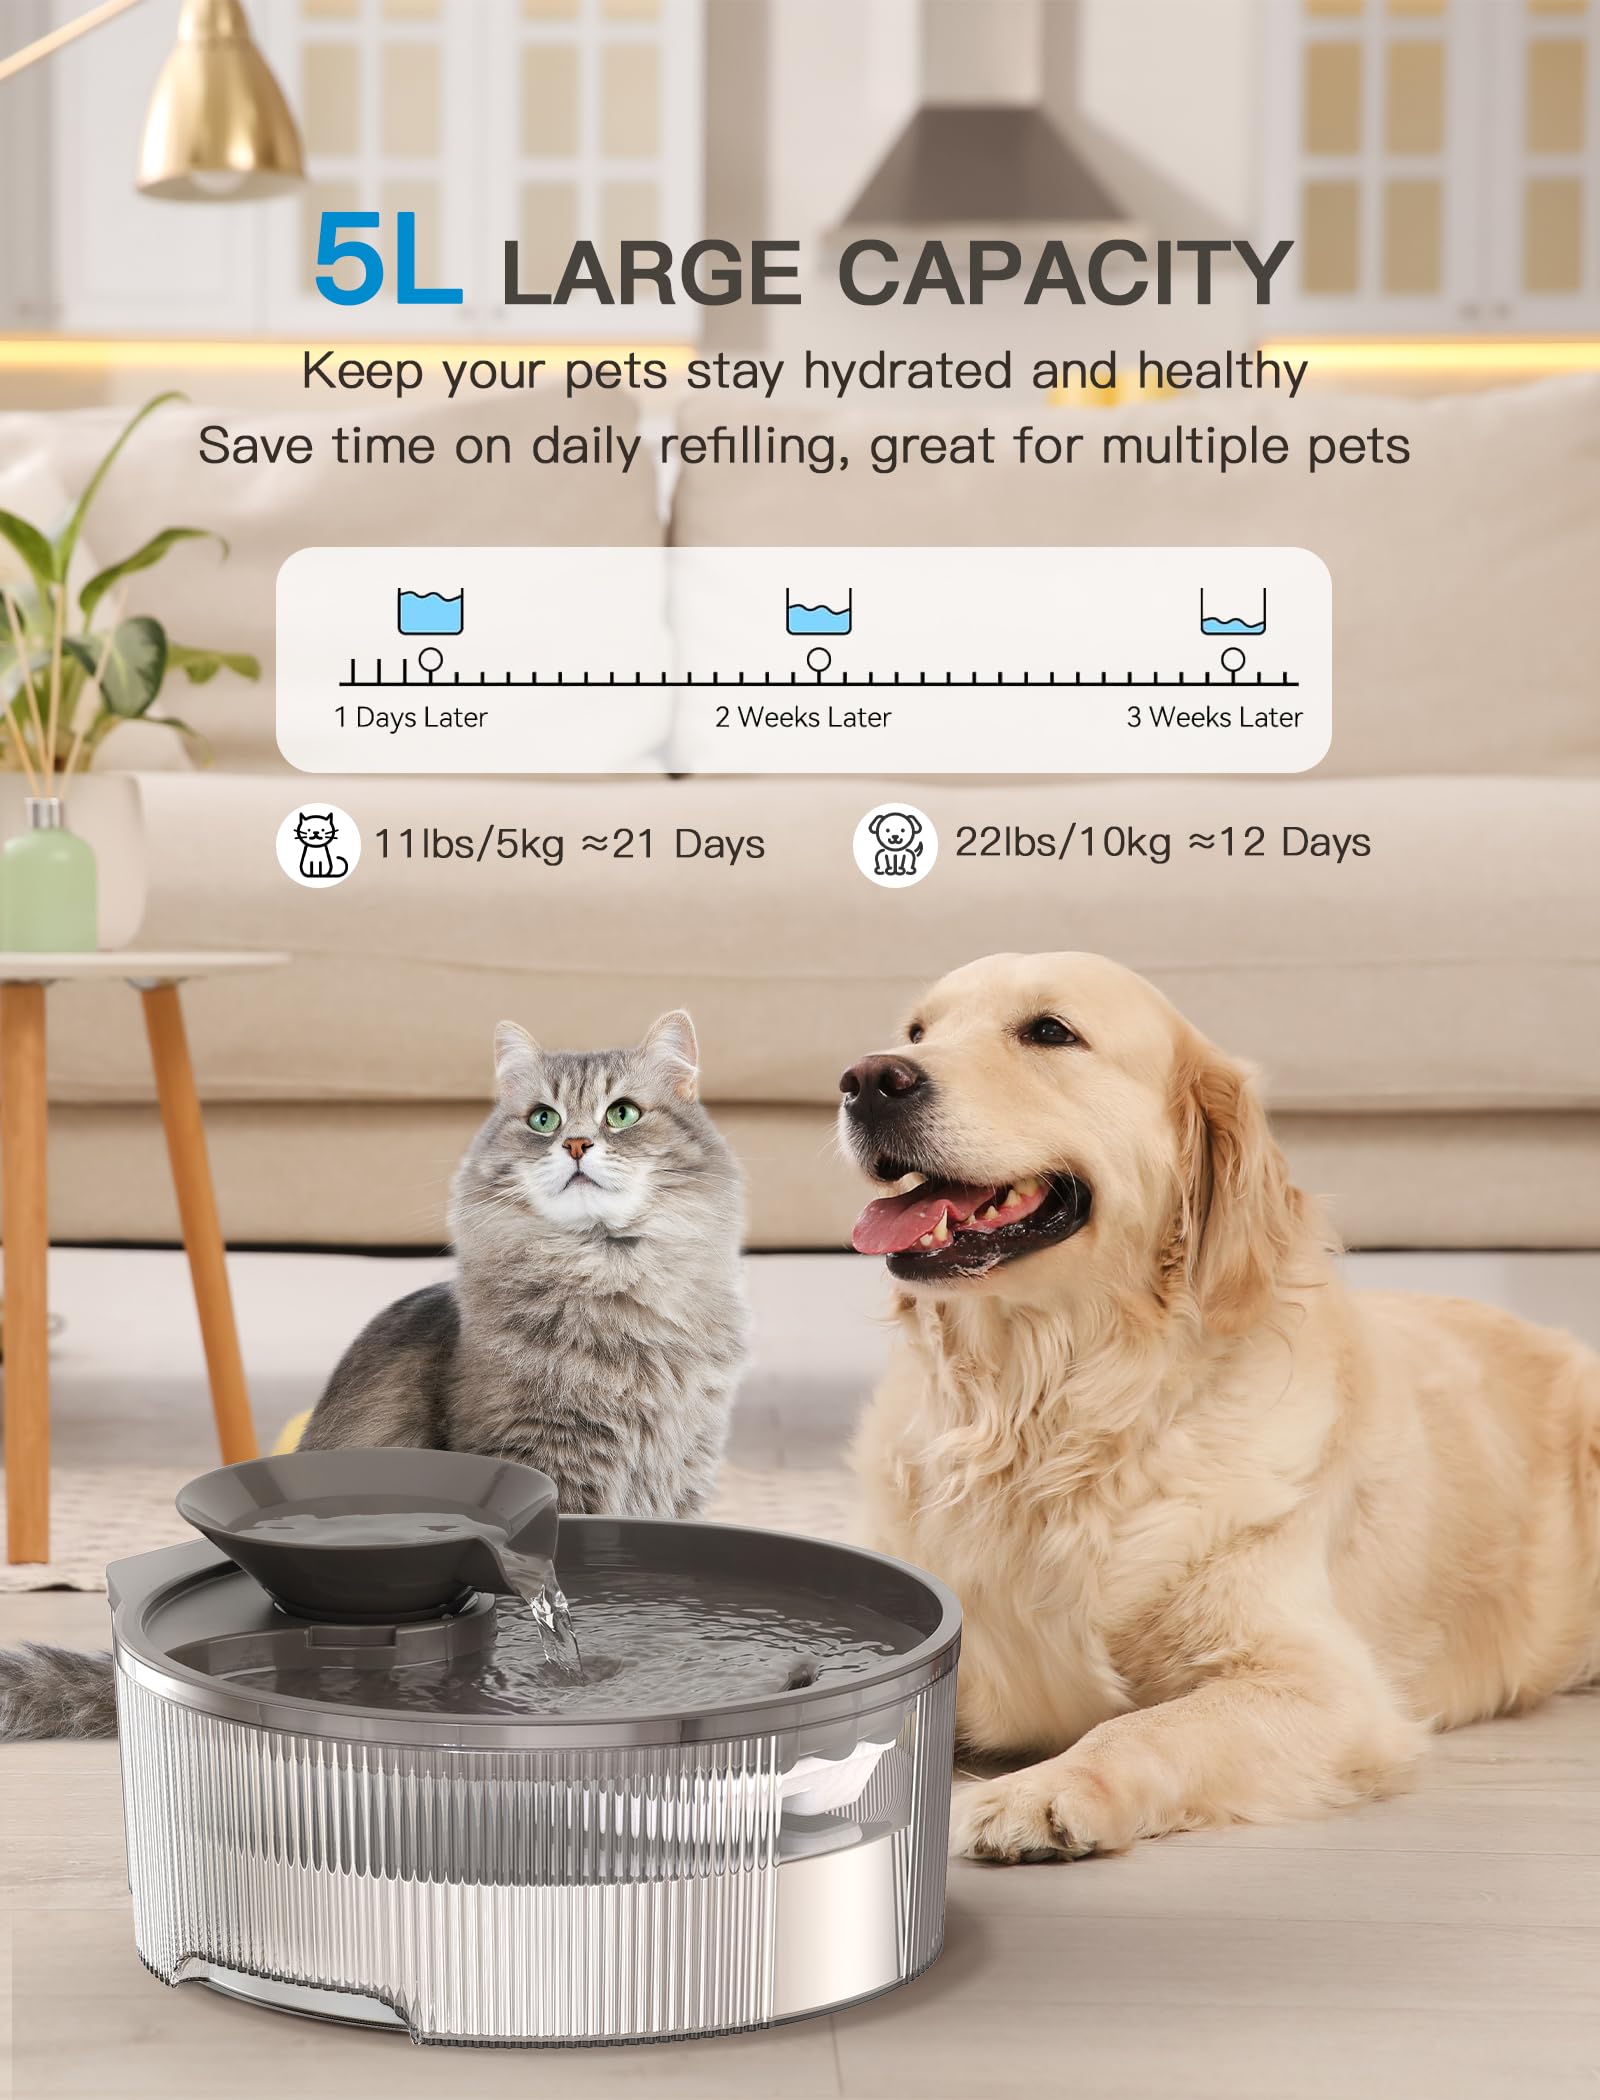 5L LARGE CAPACITY
Keep your pets stay hydrated and healthy
Save time on daily refilling, great for multiple pets
1 Days Later
2 Weeks Later
3 Weeks Later
11lbs/5kg ≈21 Days
22lbs/10kg ≈12 Days